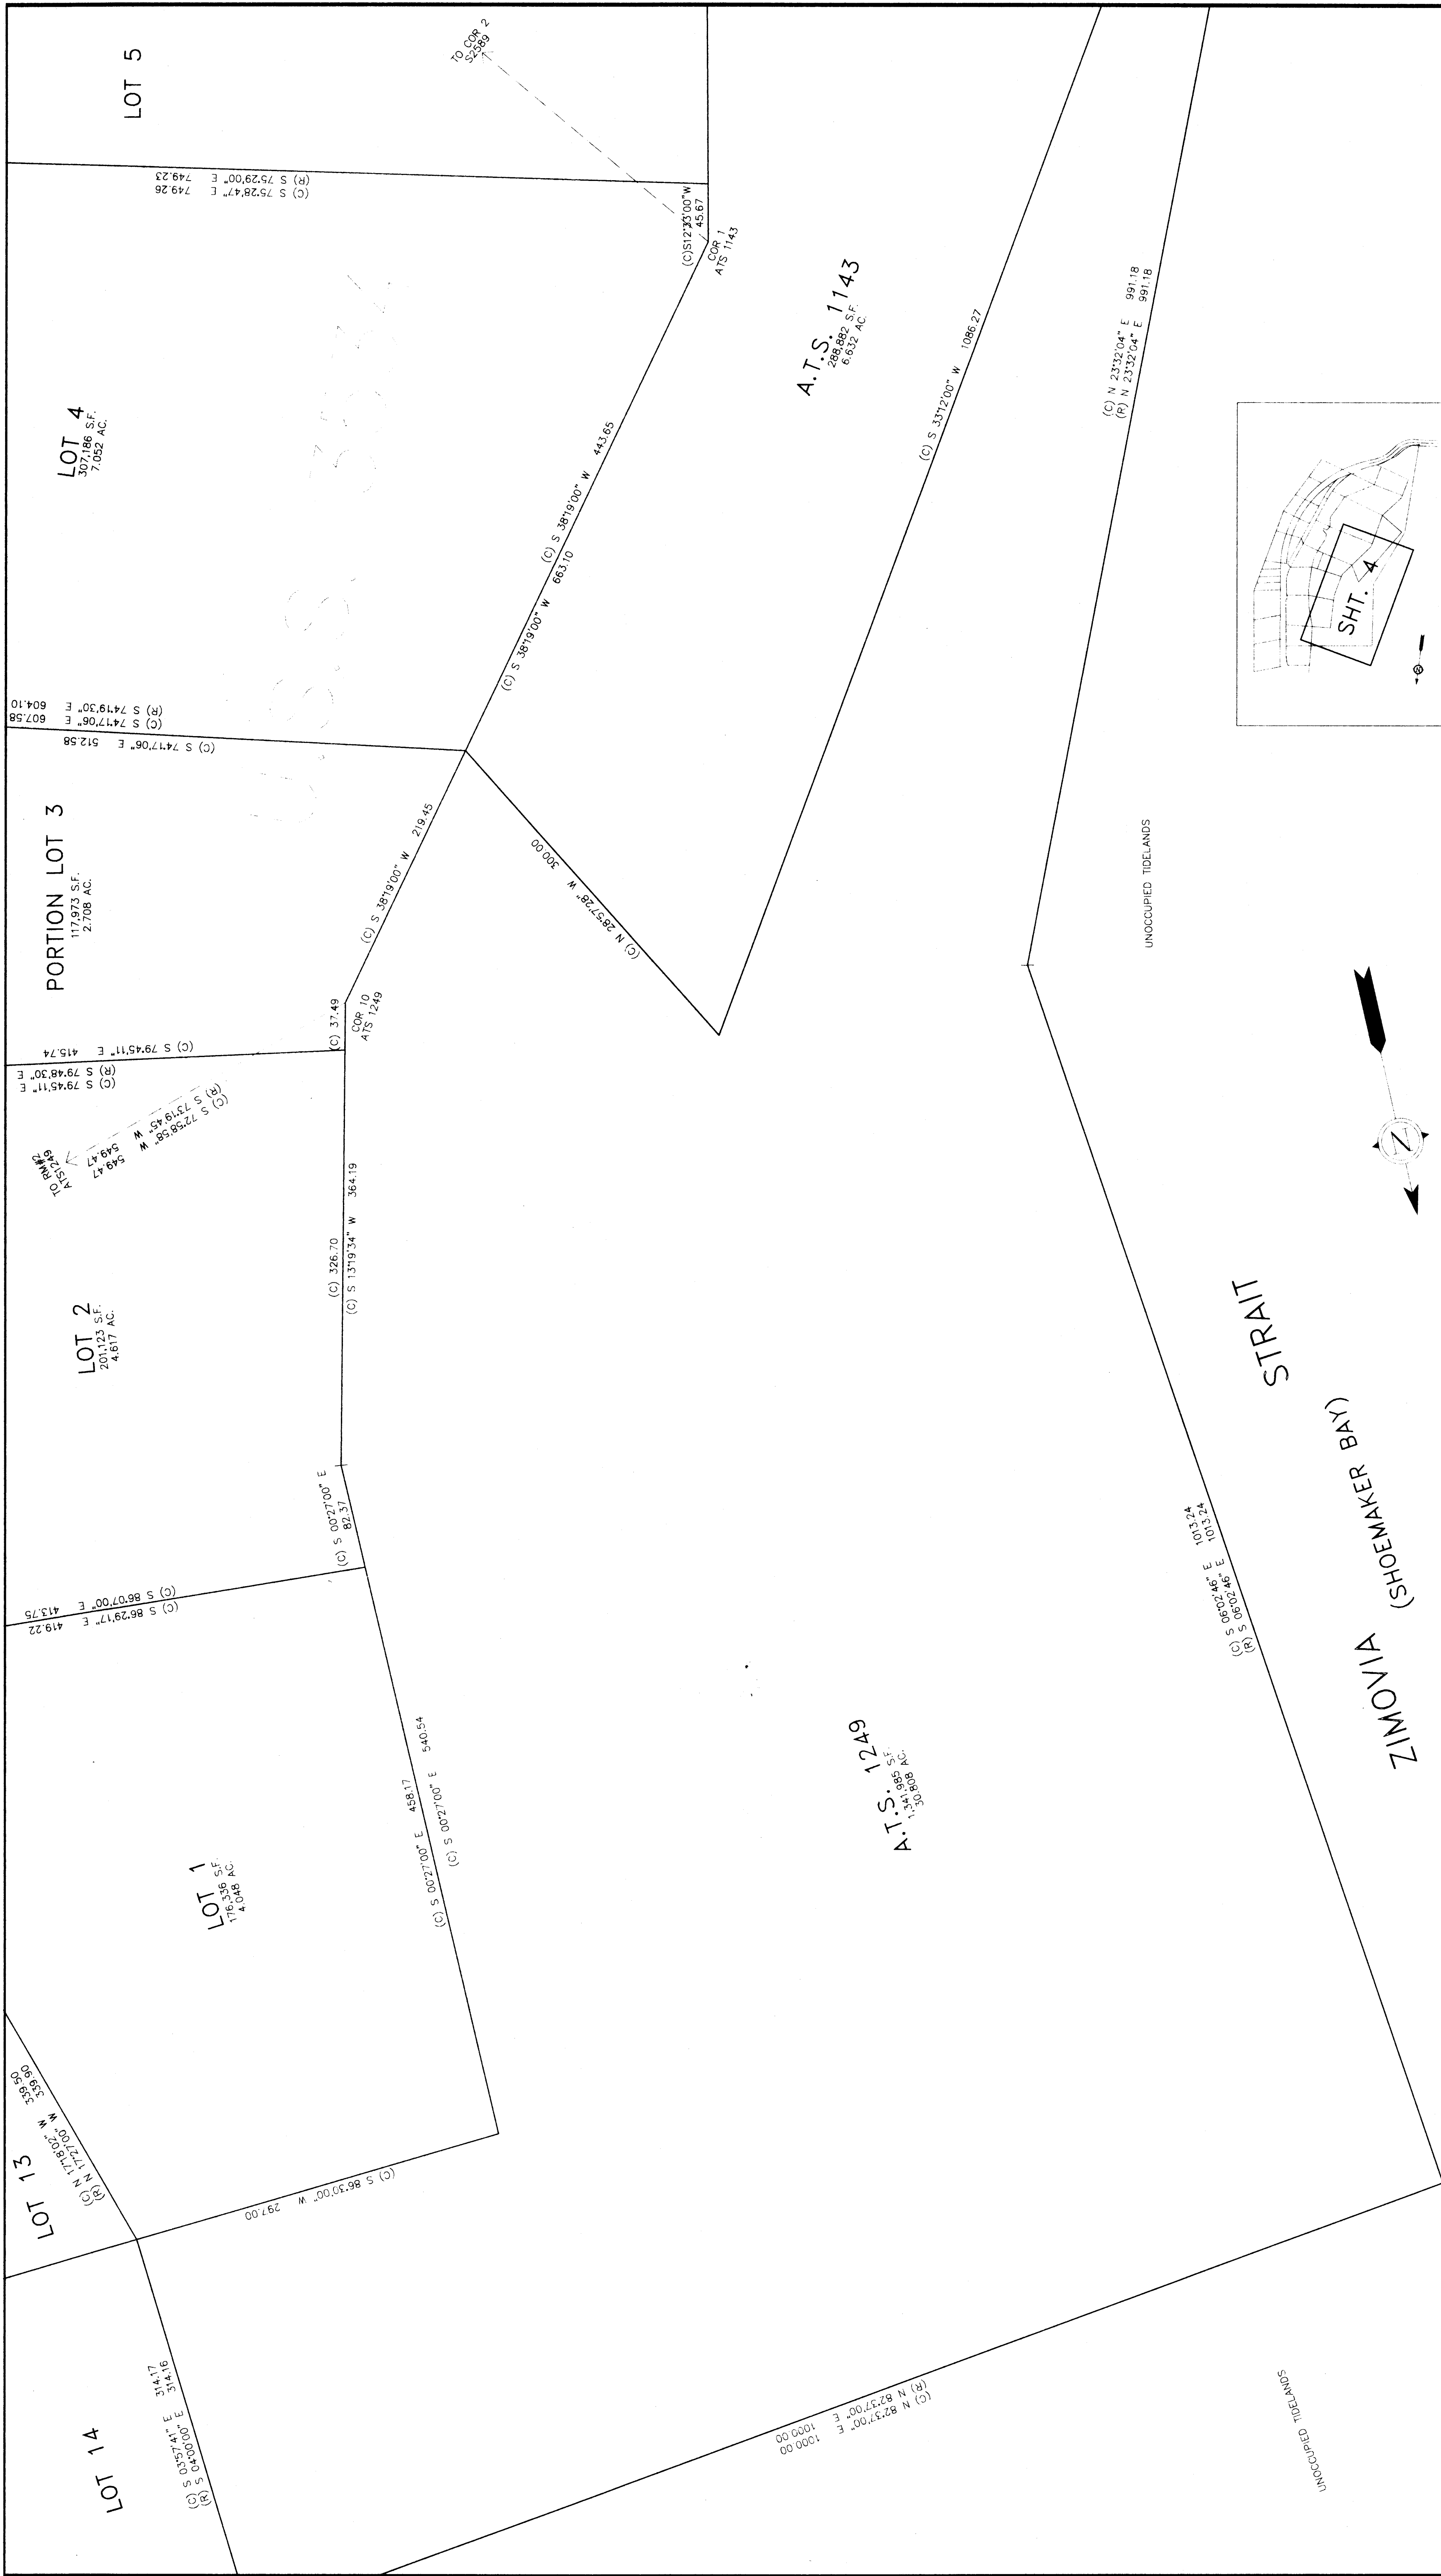 LOT 5
TO COR 2
S2589
(C) S 75°28'47" E 749.26
(R) S 75°29'00" E 749.23
(C)S12°33'00"W
45.67
COR 1
ATS 1143
LOT 4
307,186 S.F.
7.052 AC.
A.T.S. 1143
288,882 S.F.
6.632 AC.
(C) S 38°19'00" W 443.65
(C) S 38°19'00" W 663.10
(C) S 33°12'00" W 1086.27
(C) N 23°32'04" E 991.18
(R) N 23°32'04" E 991.18
(R) S 74°19'30" E 604.10
(C) S 74°17'06" E 607.58
(C) S 74°17'06" E 512.58
U.S.S. 3534
PORTION LOT 3
117,973 S.F.
2.708 AC.
(C) S 38°19'00" W 219.45
(C) N 28°57'28" W 300.00
(C) 37.49
COR 10
ATS 1249
(C) S 79°45'11" E 415.74
(R) S 79°48'30" E
(C) S 79°45'11" E
TO RM#2
ATS1249
(C) S 72°58'58" W 549.47
(R) S 73°19'45" W 549.47
LOT 2
201,123 S.F.
4.617 AC.
(C) 326.70
(C) S 13°19'34" W 364.19
(C) S 00°27'00" E
82.37
(C) S 86°07'00" E 413.75
(C) S 86°29'17" E 419.22
LOT 1
176,336 S.F.
4.048 AC.
(C) S 00°27'00" E 458.17
(C) S 00°27'00" E 540.54
A.T.S. 1249
1,341,985 S.F.
30.808 AC.
LOT 13
(C) N 17°18'02" W 339.50
(R) N 17°27'00" W 339.90
(C) S 86°30'00" W 297.00
LOT 14
(C) S 03°57'41" E 314.17
(R) S 04°00'00" E 314.16
(R) N 82°37'00" E 1000.00
(C) N 82°37'00" E 1000.00
(C) S 06°02'46" E 1013.24
(R) S 06°02'46" E 1013.24
UNOCCUPIED TIDELANDS
UNOCCUPIED TIDELANDS
ZIMOVIA STRAIT
(SHOEMAKER BAY)
N
SHT. 4